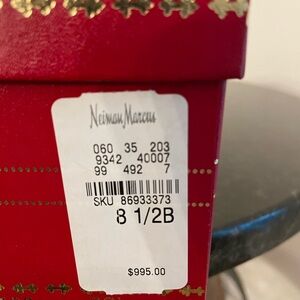 Neiman Marcus
060 35 203
9342 40007
99 492 7
SKU 86933373
8 1/2B
$995.00